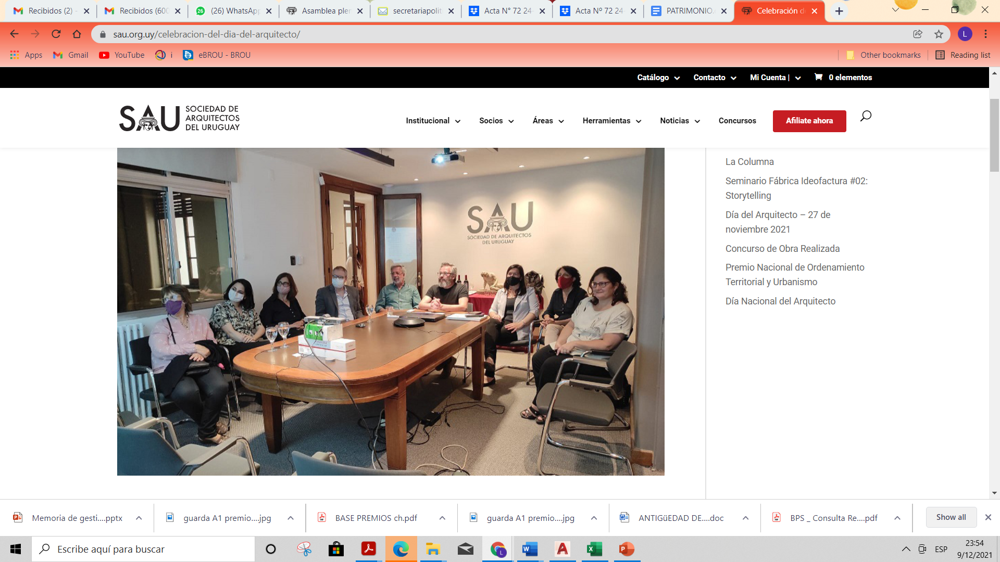 Recibidos (2) -
Recibidos (600
(26) WhatsApp
Asamblea plen
secretariapolit
Acta N° 72 24-
Acta Nº 72 24
PATRIMONIO.
Celebración d
sau.org.uy/celebracion-del-dia-del-arquitecto/
L
Apps
Gmail
YouTube
i
eBROU - BROU
Other bookmarks
Reading list
Catálogo
Contacto
Mi Cuenta |
0 elementos
SAU
SOCIEDAD DE
ARQUITECTOS
DEL URUGUAY
Institucional
Socios
Áreas
Herramientas
Noticias
Concursos
Afiliate ahora
SAU
SOCIEDAD DE ARQUITECTOS
DEL URUGUAY
La Columna
Seminario Fábrica Ideofactura #02:
Storytelling
Día del Arquitecto – 27 de
noviembre 2021
Concurso de Obra Realizada
Premio Nacional de Ordenamiento
Territorial y Urbanismo
Día Nacional del Arquitecto
Memoria de gesti....pptx
guarda A1 premio....jpg
BASE PREMIOS ch.pdf
guarda A1 premio....jpg
ANTIGüEDAD DE....doc
BPS _ Consulta Re....pdf
Show all
Escribe aquí para buscar
ESP
23:54
9/12/2021